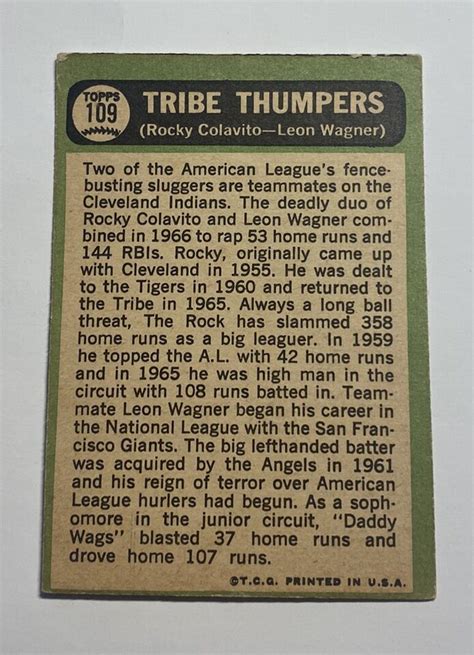 TOPPS
109
TRIBE THUMPERS
(Rocky Colavito—Leon Wagner)
Two of the American League's fence-
busting sluggers are teammates on the
Cleveland Indians. The deadly duo of
Rocky Colavito and Leon Wagner com-
bined in 1966 to rap 53 home runs and
144 RBIs. Rocky, originally came up
with Cleveland in 1955. He was dealt
to the Tigers in 1960 and returned to
the Tribe in 1965. Always a long ball
threat, The Rock has slammed 358
home runs as a big leaguer. In 1959
he topped the A.L. with 42 home runs
and in 1965 he was high man in the
circuit with 108 runs batted in. Team-
mate Leon Wagner began his career in
the National League with the San Fran-
cisco Giants. The big lefthanded batter
was acquired by the Angels in 1961
and his reign of terror over American
League hurlers had begun. As a soph-
omore in the junior circuit, "Daddy
Wags" blasted 37 home runs and
drove home 107 runs.
©T.C.G. PRINTED IN U.S.A.